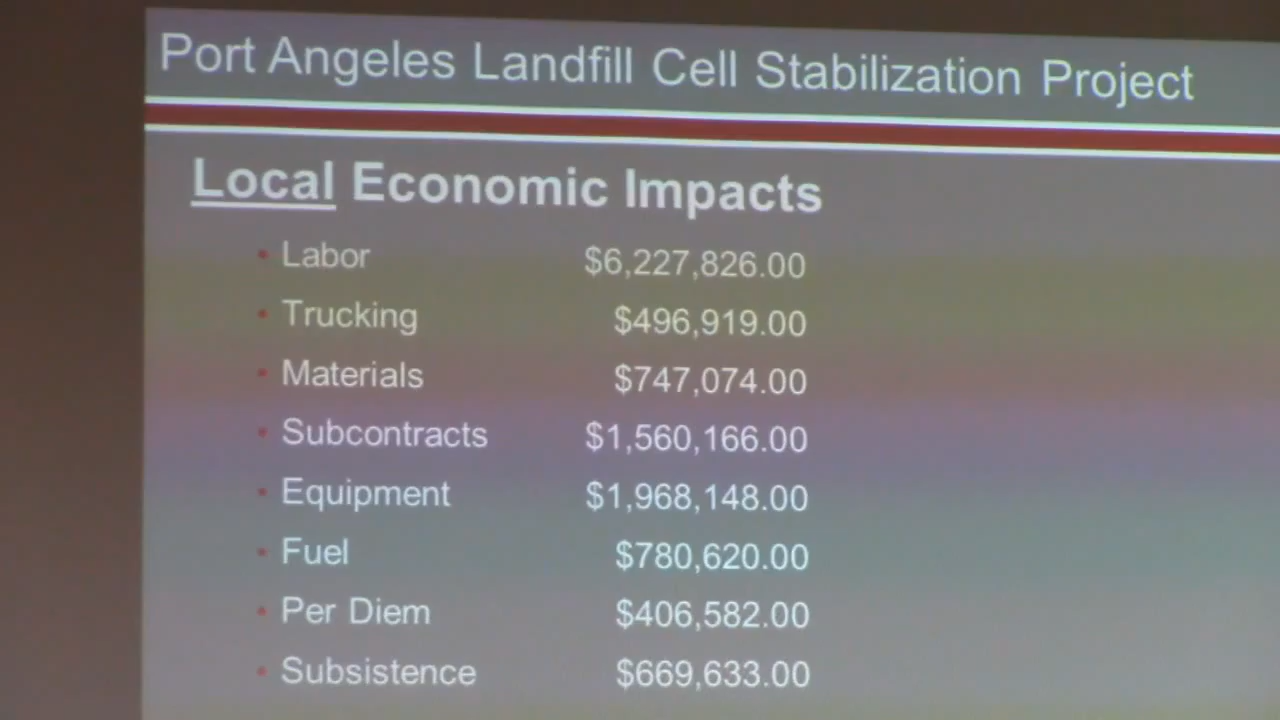 Port Angeles Landfill Cell Stabilization Project
Local Economic Impacts
• Labor $6,227,826.00
• Trucking $496,919.00
• Materials $747,074.00
• Subcontracts $1,560,166.00
• Equipment $1,968,148.00
• Fuel $780,620.00
• Per Diem $406,582.00
• Subsistence $669,633.00